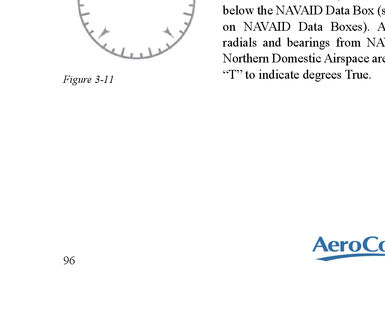 below the NAVAID Data Box (s
on NAVAID Data Boxes). A
radials and bearings from NA
Northern Domestic Airspace are
“T” to indicate degrees True.
Figure 3-11
96
AeroCo